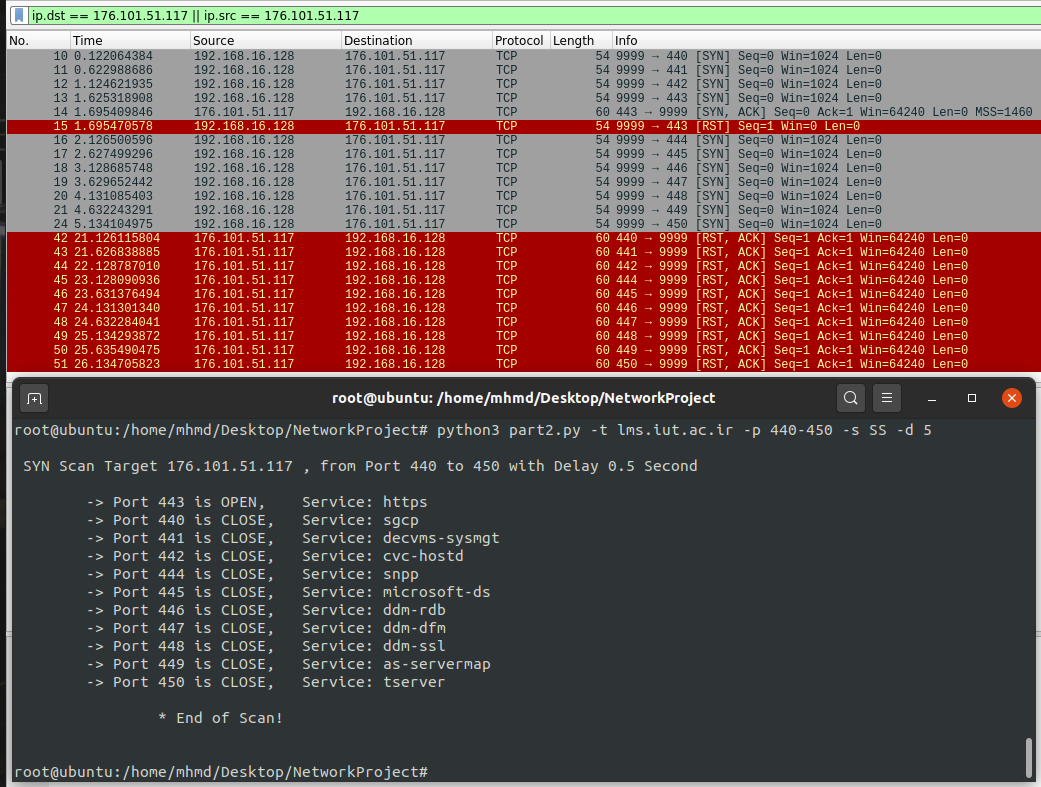 ip.dst == 176.101.51.117 || ip.src == 176.101.51.117
No. Time Source Destination Protocol Length Info
10 0.122064384 192.168.16.128 176.101.51.117 TCP 54 9999 → 440 [SYN] Seq=0 Win=1024 Len=0
11 0.622988686 192.168.16.128 176.101.51.117 TCP 54 9999 → 441 [SYN] Seq=0 Win=1024 Len=0
12 1.124621935 192.168.16.128 176.101.51.117 TCP 54 9999 → 442 [SYN] Seq=0 Win=1024 Len=0
13 1.625318908 192.168.16.128 176.101.51.117 TCP 54 9999 → 443 [SYN] Seq=0 Win=1024 Len=0
14 1.695409846 176.101.51.117 192.168.16.128 TCP 60 443 → 9999 [SYN, ACK] Seq=0 Ack=1 Win=64240 Len=0 MSS=1460
15 1.695470578 192.168.16.128 176.101.51.117 TCP 54 9999 → 443 [RST] Seq=1 Win=0 Len=0
16 2.126500596 192.168.16.128 176.101.51.117 TCP 54 9999 → 444 [SYN] Seq=0 Win=1024 Len=0
17 2.627499296 192.168.16.128 176.101.51.117 TCP 54 9999 → 445 [SYN] Seq=0 Win=1024 Len=0
18 3.128685748 192.168.16.128 176.101.51.117 TCP 54 9999 → 446 [SYN] Seq=0 Win=1024 Len=0
19 3.629652442 192.168.16.128 176.101.51.117 TCP 54 9999 → 447 [SYN] Seq=0 Win=1024 Len=0
20 4.131085403 192.168.16.128 176.101.51.117 TCP 54 9999 → 448 [SYN] Seq=0 Win=1024 Len=0
21 4.632243291 192.168.16.128 176.101.51.117 TCP 54 9999 → 449 [SYN] Seq=0 Win=1024 Len=0
24 5.134104975 192.168.16.128 176.101.51.117 TCP 54 9999 → 450 [SYN] Seq=0 Win=1024 Len=0
42 21.126115804 176.101.51.117 192.168.16.128 TCP 60 440 → 9999 [RST, ACK] Seq=1 Ack=1 Win=64240 Len=0
43 21.626838885 176.101.51.117 192.168.16.128 TCP 60 441 → 9999 [RST, ACK] Seq=1 Ack=1 Win=64240 Len=0
44 22.128787010 176.101.51.117 192.168.16.128 TCP 60 442 → 9999 [RST, ACK] Seq=1 Ack=1 Win=64240 Len=0
45 23.128090936 176.101.51.117 192.168.16.128 TCP 60 444 → 9999 [RST, ACK] Seq=1 Ack=1 Win=64240 Len=0
46 23.631376494 176.101.51.117 192.168.16.128 TCP 60 445 → 9999 [RST, ACK] Seq=1 Ack=1 Win=64240 Len=0
47 24.131301340 176.101.51.117 192.168.16.128 TCP 60 446 → 9999 [RST, ACK] Seq=1 Ack=1 Win=64240 Len=0
48 24.632284041 176.101.51.117 192.168.16.128 TCP 60 447 → 9999 [RST, ACK] Seq=1 Ack=1 Win=64240 Len=0
49 25.134293872 176.101.51.117 192.168.16.128 TCP 60 448 → 9999 [RST, ACK] Seq=1 Ack=1 Win=64240 Len=0
50 25.635490475 176.101.51.117 192.168.16.128 TCP 60 449 → 9999 [RST, ACK] Seq=1 Ack=1 Win=64240 Len=0
51 26.134705823 176.101.51.117 192.168.16.128 TCP 60 450 → 9999 [RST, ACK] Seq=1 Ack=1 Win=64240 Len=0
root@ubuntu: /home/mhmd/Desktop/NetworkProject
root@ubuntu:/home/mhmd/Desktop/NetworkProject# python3 part2.py -t lms.iut.ac.ir -p 440-450 -s SS -d 5
SYN Scan Target 176.101.51.117 , from Port 440 to 450 with Delay 0.5 Second
-> Port 443 is OPEN, Service: https
-> Port 440 is CLOSE, Service: sgcp
-> Port 441 is CLOSE, Service: decvms-sysmgt
-> Port 442 is CLOSE, Service: cvc-hostd
-> Port 444 is CLOSE, Service: snpp
-> Port 445 is CLOSE, Service: microsoft-ds
-> Port 446 is CLOSE, Service: ddm-rdb
-> Port 447 is CLOSE, Service: ddm-dfm
-> Port 448 is CLOSE, Service: ddm-ssl
-> Port 449 is CLOSE, Service: as-servermap
-> Port 450 is CLOSE, Service: tserver
* End of Scan!
root@ubuntu:/home/mhmd/Desktop/NetworkProject#